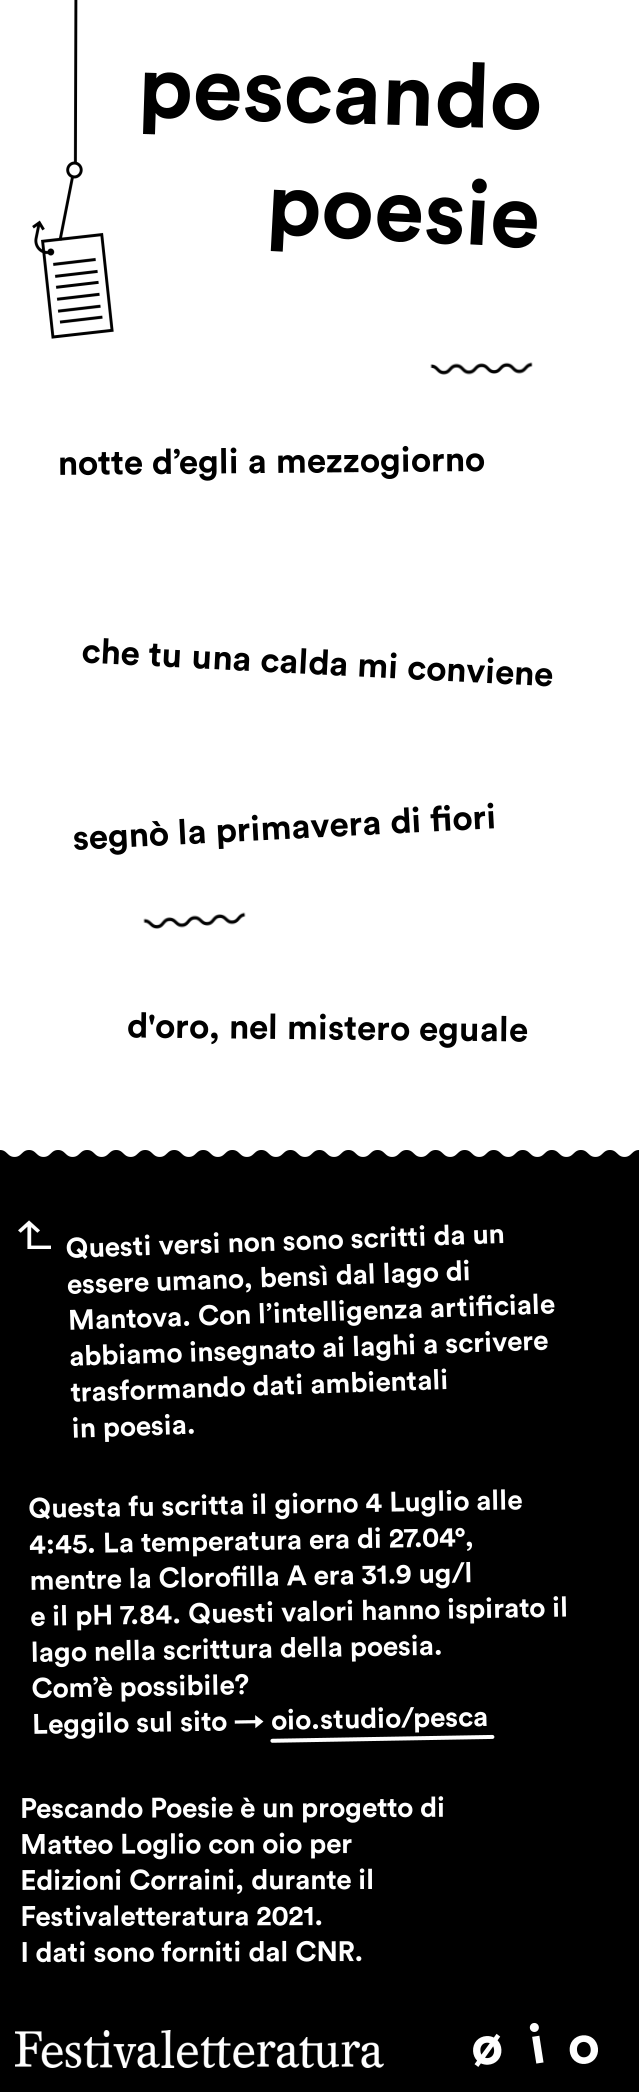 pescando
poesie
notte d’egli a mezzogiorno
che tu una calda mi conviene
segnò la primavera di fiori
d'oro, nel mistero eguale
Questi versi non sono scritti da un
essere umano, bensì dal lago di
Mantova. Con l’intelligenza artificiale
abbiamo insegnato ai laghi a scrivere
trasformando dati ambientali
in poesia.
Questa fu scritta il giorno 4 Luglio alle
4:45. La temperatura era di 27.04°,
mentre la Clorofilla A era 31.9 ug/l
e il pH 7.84. Questi valori hanno ispirato il
lago nella scrittura della poesia.
Com’è possibile?
Leggilo sul sito → oio.studio/pesca
Pescando Poesie è un progetto di
Matteo Loglio con oio per
Edizioni Corraini, durante il
Festivaletteratura 2021.
I dati sono forniti dal CNR.
Festivaletteratura øio